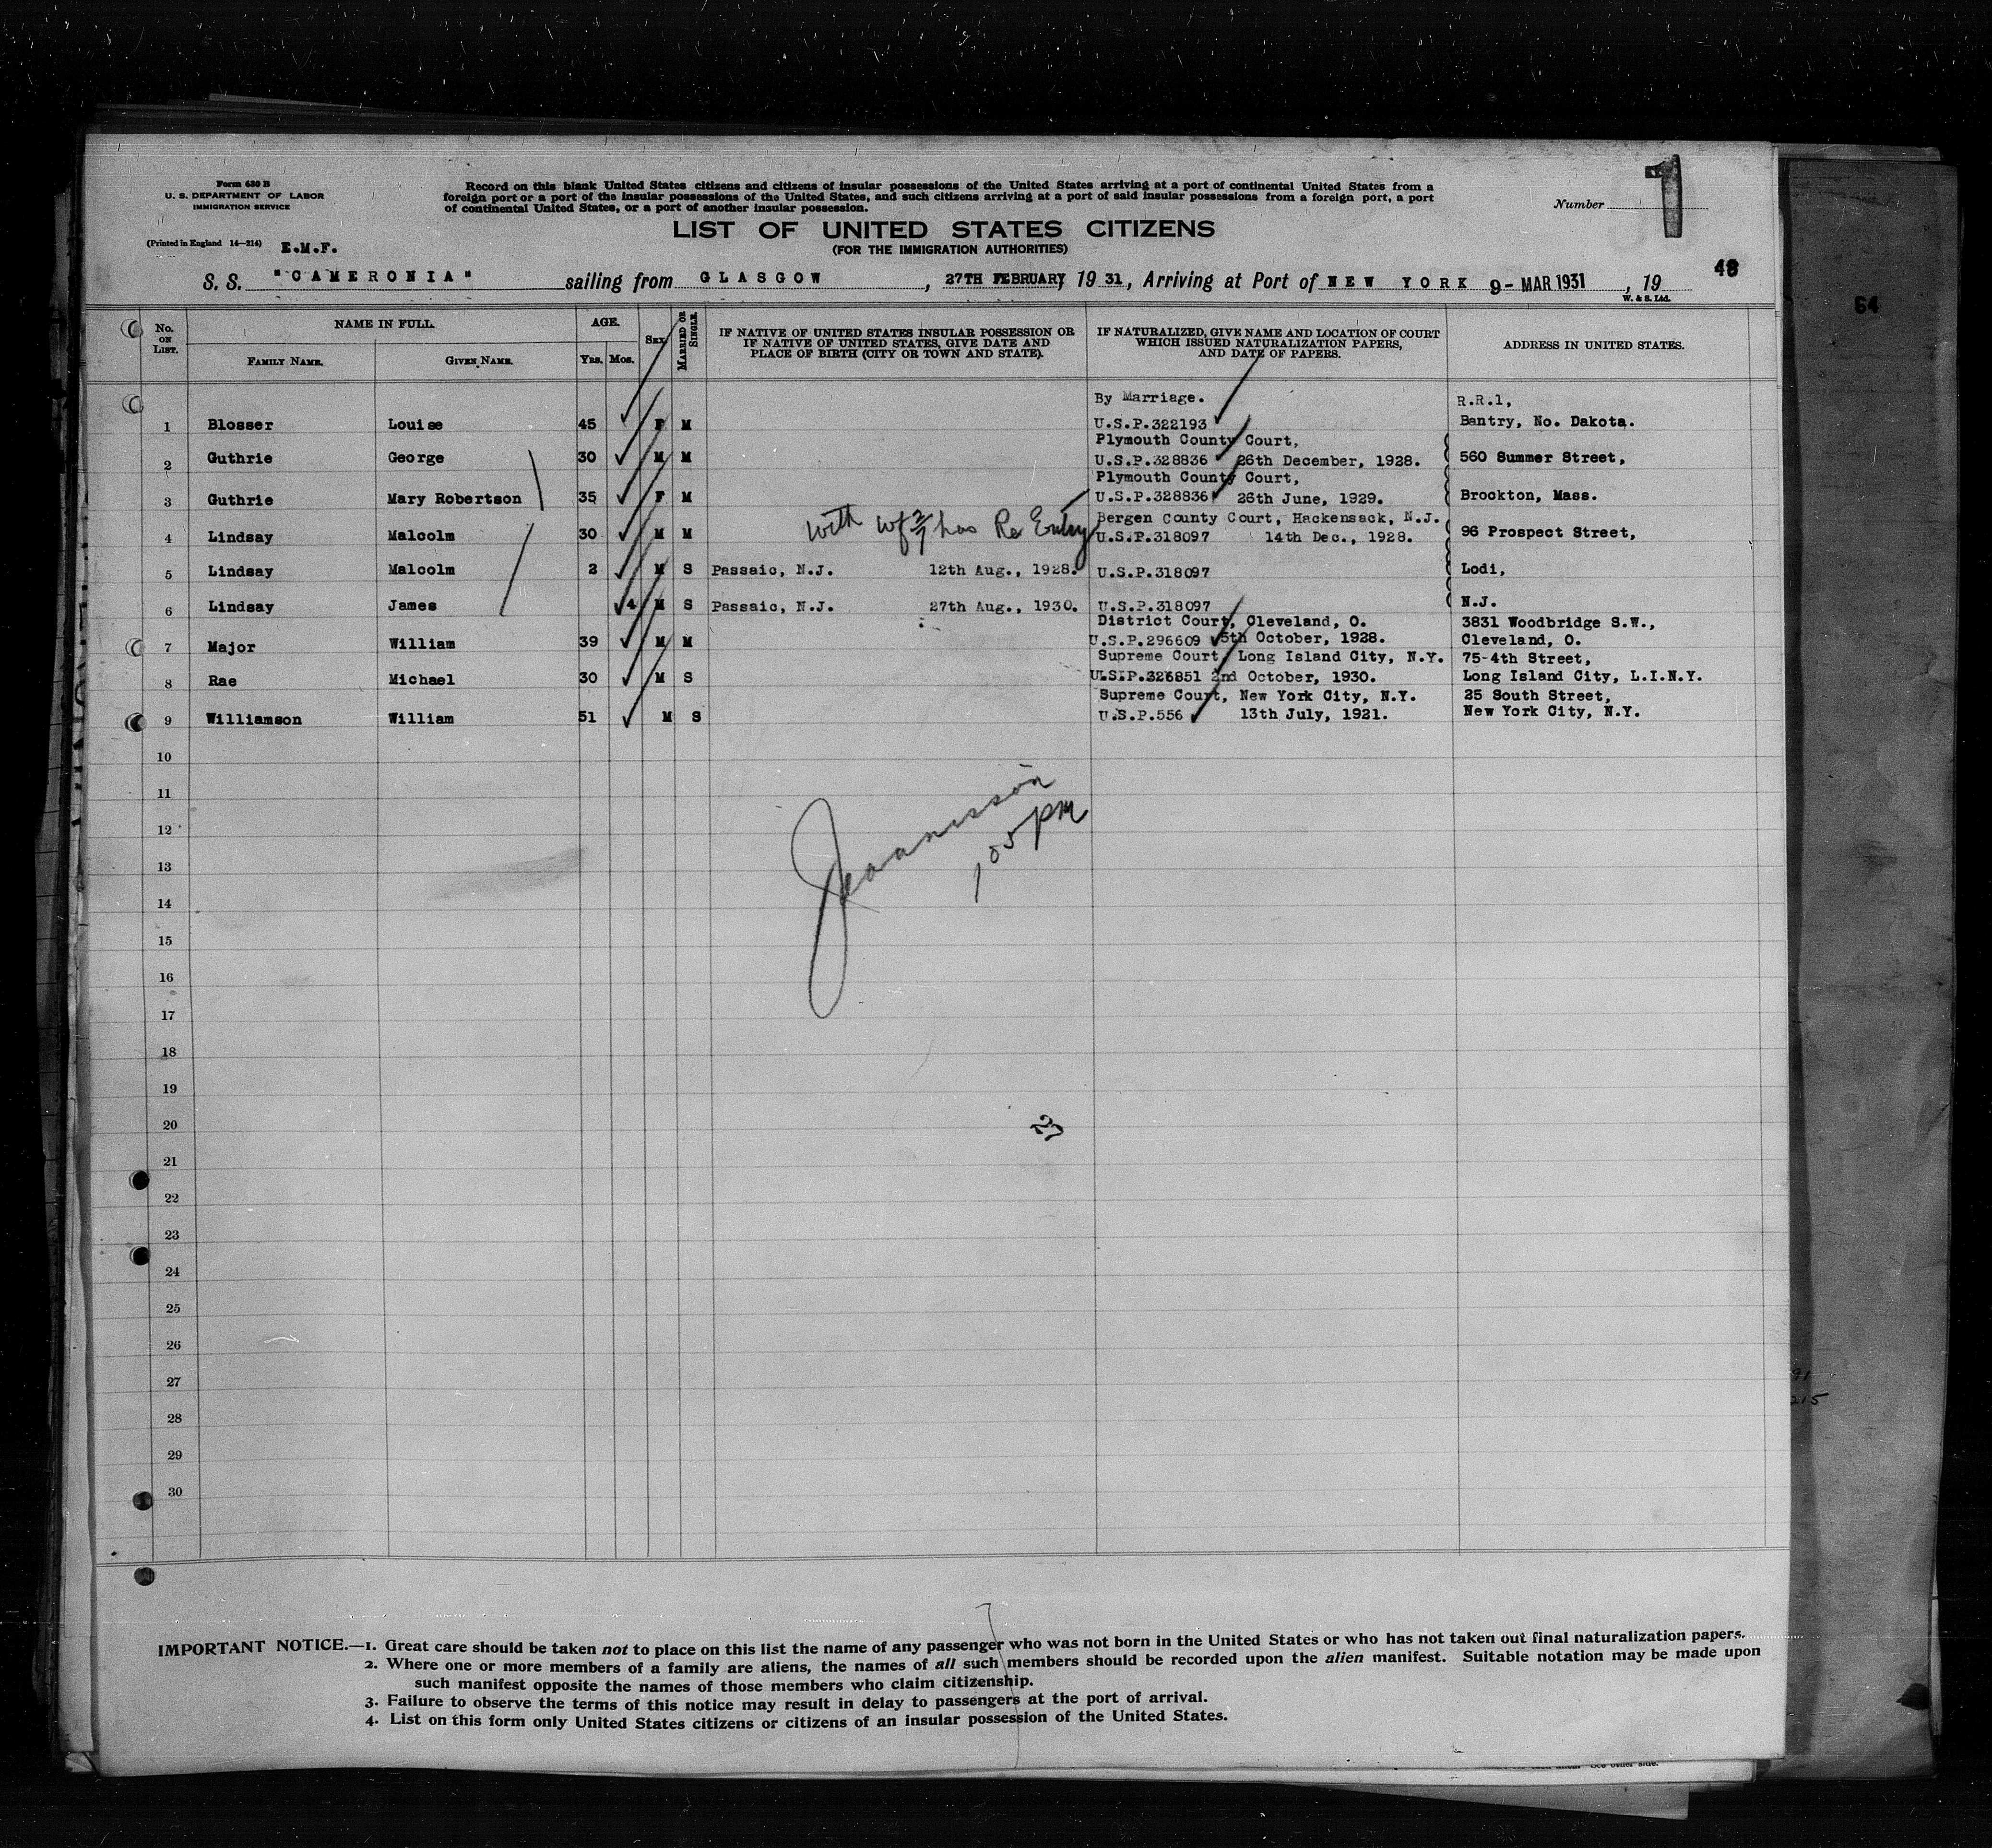 Form 630 B
U. S. DEPARTMENT OF LABOR
IMMIGRATION SERVICE
(Printed in England 14—214)
E.M.F.
Record on this blank United States citizens and citizens of insular possessions of the United States arriving at a port of continental United States from a
foreign port or a port of the insular possessions of the United States, and such citizens arriving at a port of said insular possessions from a foreign port, a port
of continental United States, or a port of another insular possession.
Number
1
LIST OF UNITED STATES CITIZENS
(FOR THE IMMIGRATION AUTHORITIES)
48
S. S. "CAMERONIA" sailing from GLASGOW, 27TH FEBRUARY, 19 31, Arriving at Port of NEW YORK 9- MAR 1931, 19
W. & S. Ltd.
64
No. ON LIST.
NAME IN FULL.
FAMILY NAME.
GIVEN NAME.
AGE.
YRS.
MOS.
SEX
MARRIED OR SINGLE.
IF NATIVE OF UNITED STATES INSULAR POSSESSION OR
IF NATIVE OF UNITED STATES, GIVE DATE AND
PLACE OF BIRTH (CITY OR TOWN AND STATE).
IF NATURALIZED, GIVE NAME AND LOCATION OF COURT
WHICH ISSUED NATURALIZATION PAPERS,
AND DATE OF PAPERS.
ADDRESS IN UNITED STATES.
By Marriage. R.R.1,
1 Blosser Louise 45 F M U.S.P.322193 Bantry, No. Dakota.
Plymouth County Court,
2 Guthrie George 30 M M U.S.P.328836 26th December, 1928. 560 Summer Street,
Plymouth County Court,
3 Guthrie Mary Robertson 35 F M U.S.P.328836 26th June, 1929. Brockton, Mass.
with wf has Re Entry
Bergen County Court, Hackensack, N.J.
4 Lindsay Malcolm 30 M M U.S.P.318097 14th Dec., 1928. 96 Prospect Street,
5 Lindsay Malcolm 2 M S Passaic, N.J. 12th Aug., 1928. U.S.P.318097 Lodi,
6 Lindsay James 4 M S Passaic, N.J. 27th Aug., 1930. U.S.P.318097 N.J.
District Court, Cleveland, O. 3831 Woodbridge S.W.,
7 Major William 39 M M U.S.P.296609 5th October, 1928. Cleveland, O.
Supreme Court, Long Island City, N.Y. 75-4th Street,
8 Rae Michael 30 M S U.S.P.326851 2nd October, 1930. Long Island City, L.I.N.Y.
Supreme Court, New York City, N.Y. 25 South Street,
9 Williamson William 51 M S U.S.P.556 13th July, 1921. New York City, N.Y.
10
11
12
13
14
15
16
17
18
19
20
21
22
23
24
25
26
27
28
29
30
105 pm
27
91
215
IMPORTANT NOTICE.—1. Great care should be taken not to place on this list the name of any passenger who was not born in the United States or who has not taken out final naturalization papers.
2. Where one or more members of a family are aliens, the names of all such members should be recorded upon the alien manifest. Suitable notation may be made upon
such manifest opposite the names of those members who claim citizenship.
3. Failure to observe the terms of this notice may result in delay to passengers at the port of arrival.
4. List on this form only United States citizens or citizens of an insular possession of the United States.